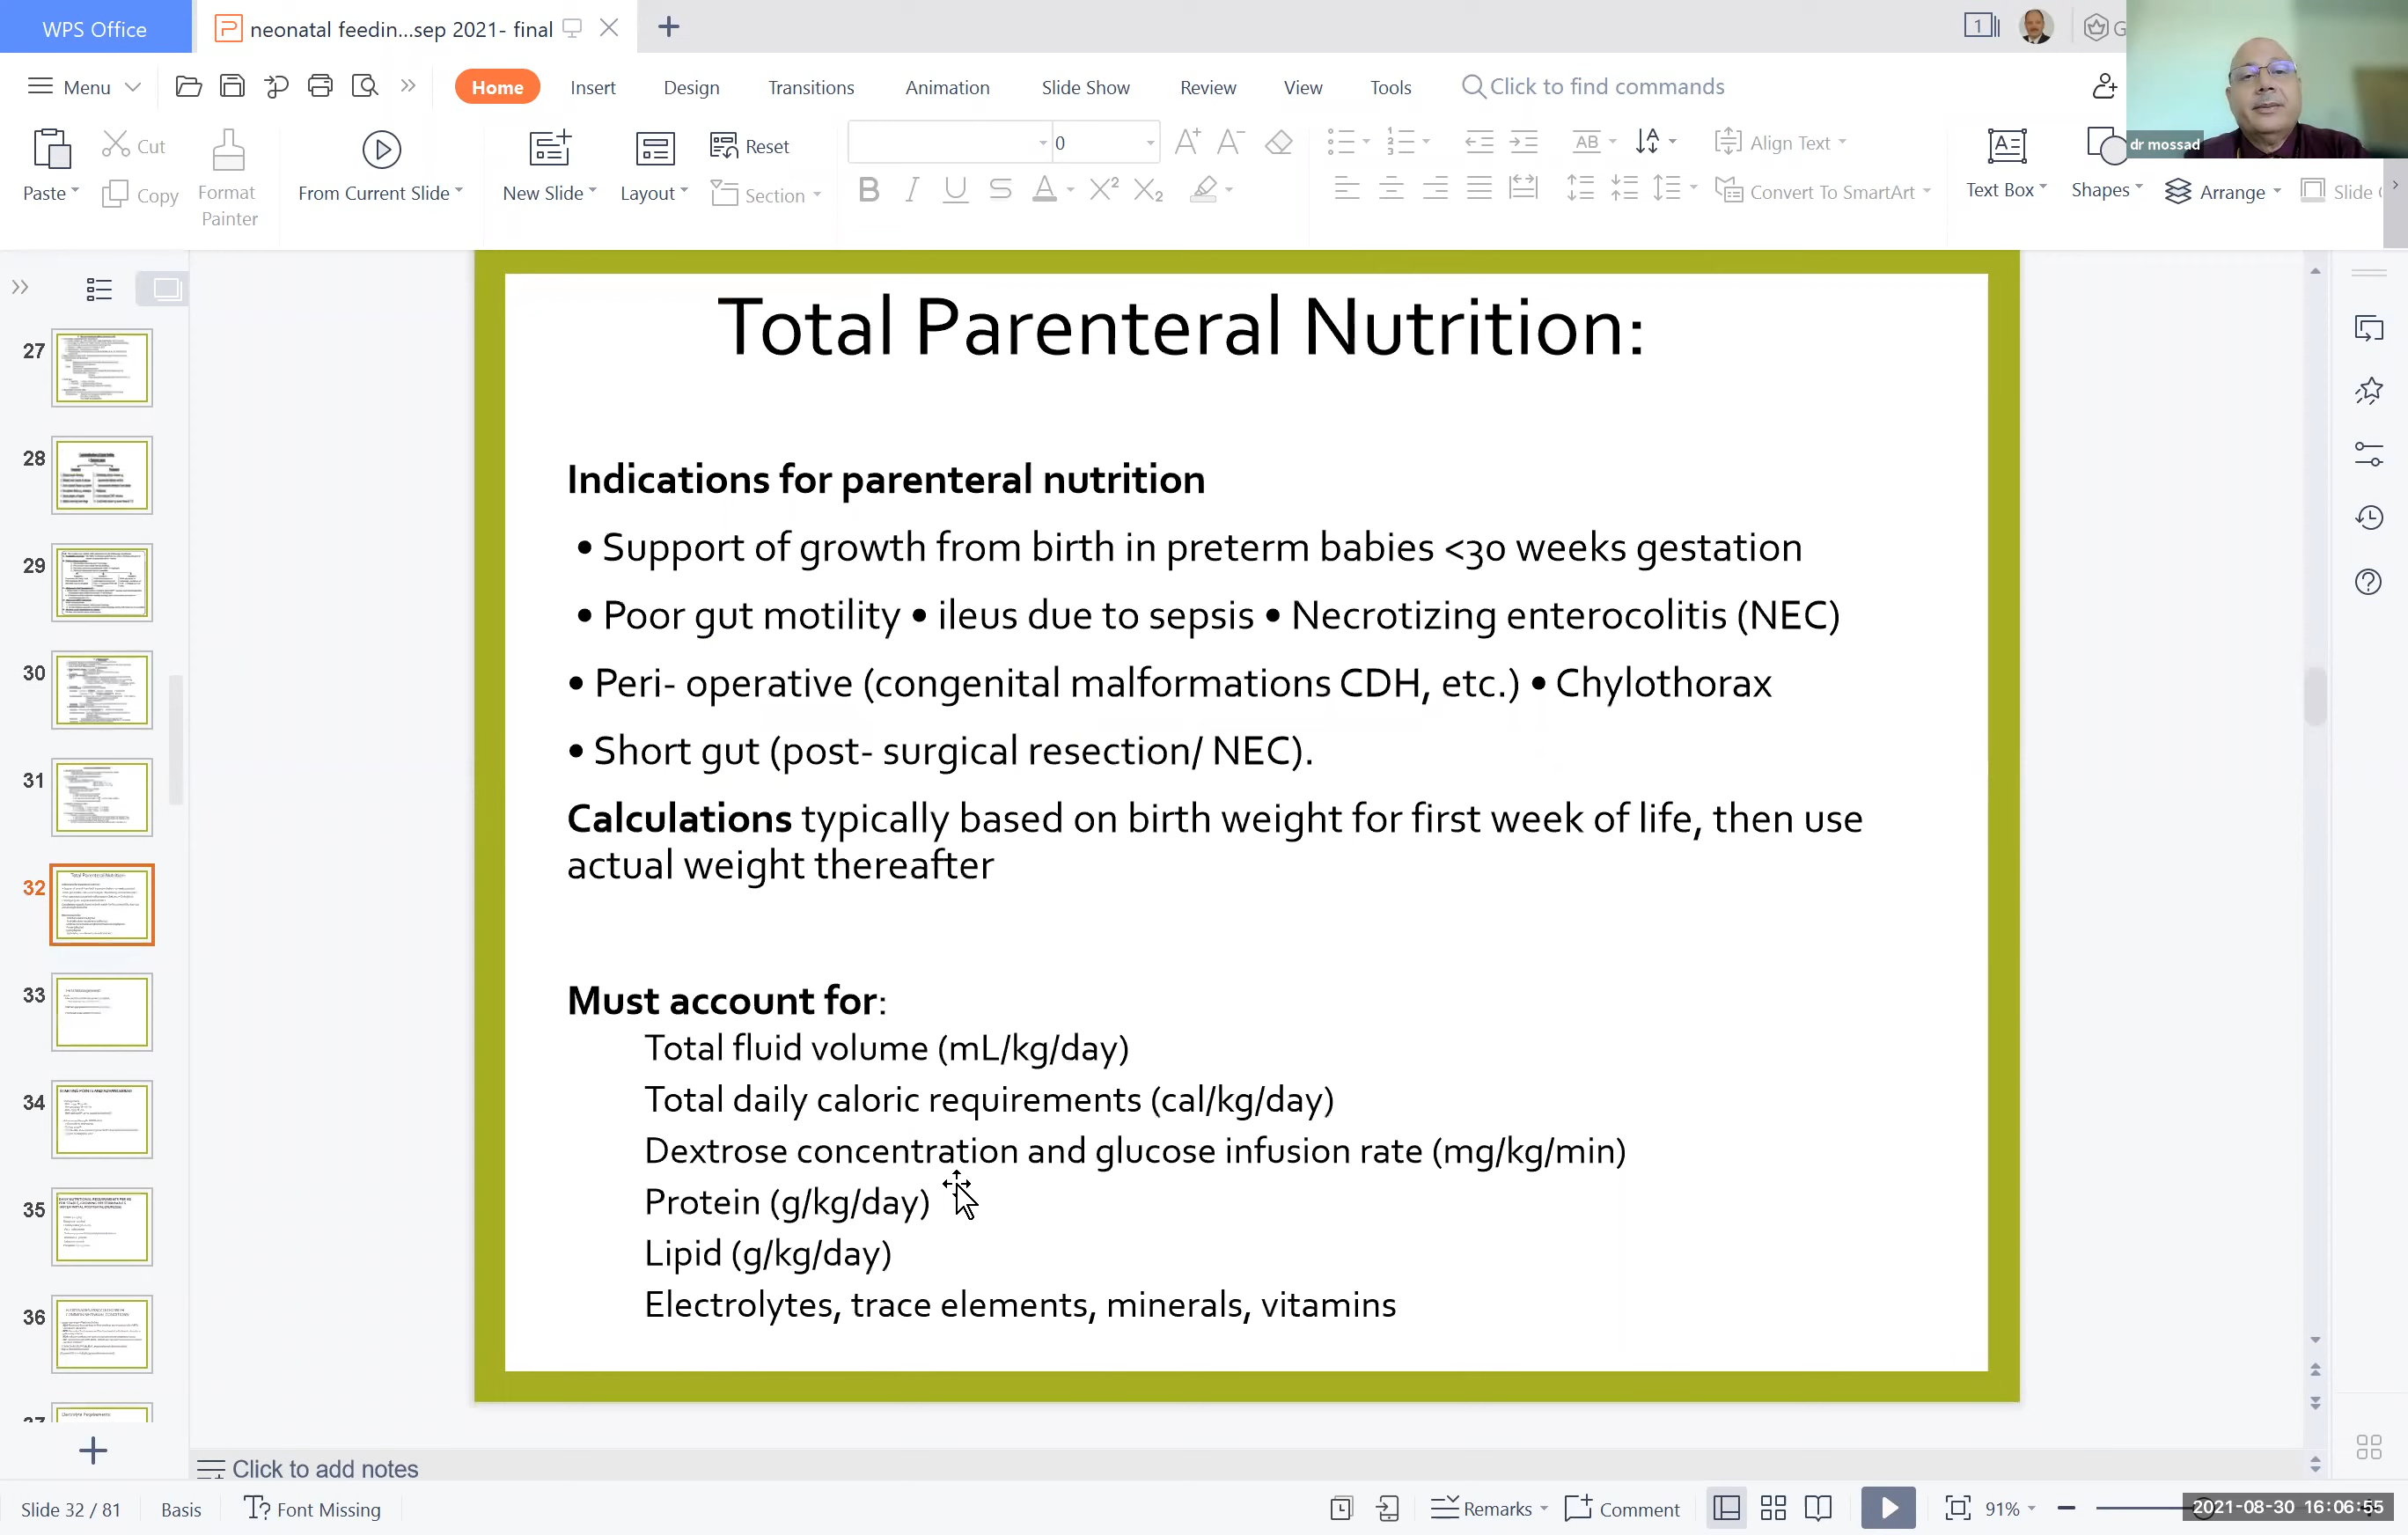 WPS Office
neonatal feedin...sep 2021- final
1
G
Menu
Home Insert Design Transitions Animation Slide Show Review View Tools Click to find commands
Paste
Cut
Copy
Format
Painter
From Current Slide
New Slide
Layout
Reset
Section
0
Align Text
Convert To SmartArt
Text Box
Shapes
Arrange
Slide
dr mossad
27
28
29
30
31
32
33
34
35
36
37
Total Parenteral Nutrition:
Indications for parenteral nutrition
• Support of growth from birth in preterm babies <30 weeks gestation
• Poor gut motility • ileus due to sepsis • Necrotizing enterocolitis (NEC)
• Peri- operative (congenital malformations CDH, etc.) • Chylothorax
• Short gut (post- surgical resection/ NEC).
Calculations typically based on birth weight for first week of life, then use
actual weight thereafter
Must account for:
Total fluid volume (mL/kg/day)
Total daily caloric requirements (cal/kg/day)
Dextrose concentration and glucose infusion rate (mg/kg/min)
Protein (g/kg/day)
Lipid (g/kg/day)
Electrolytes, trace elements, minerals, vitamins
Click to add notes
Slide 32 / 81 Basis Font Missing Remarks Comment 91%
2021-08-30 16:06:55